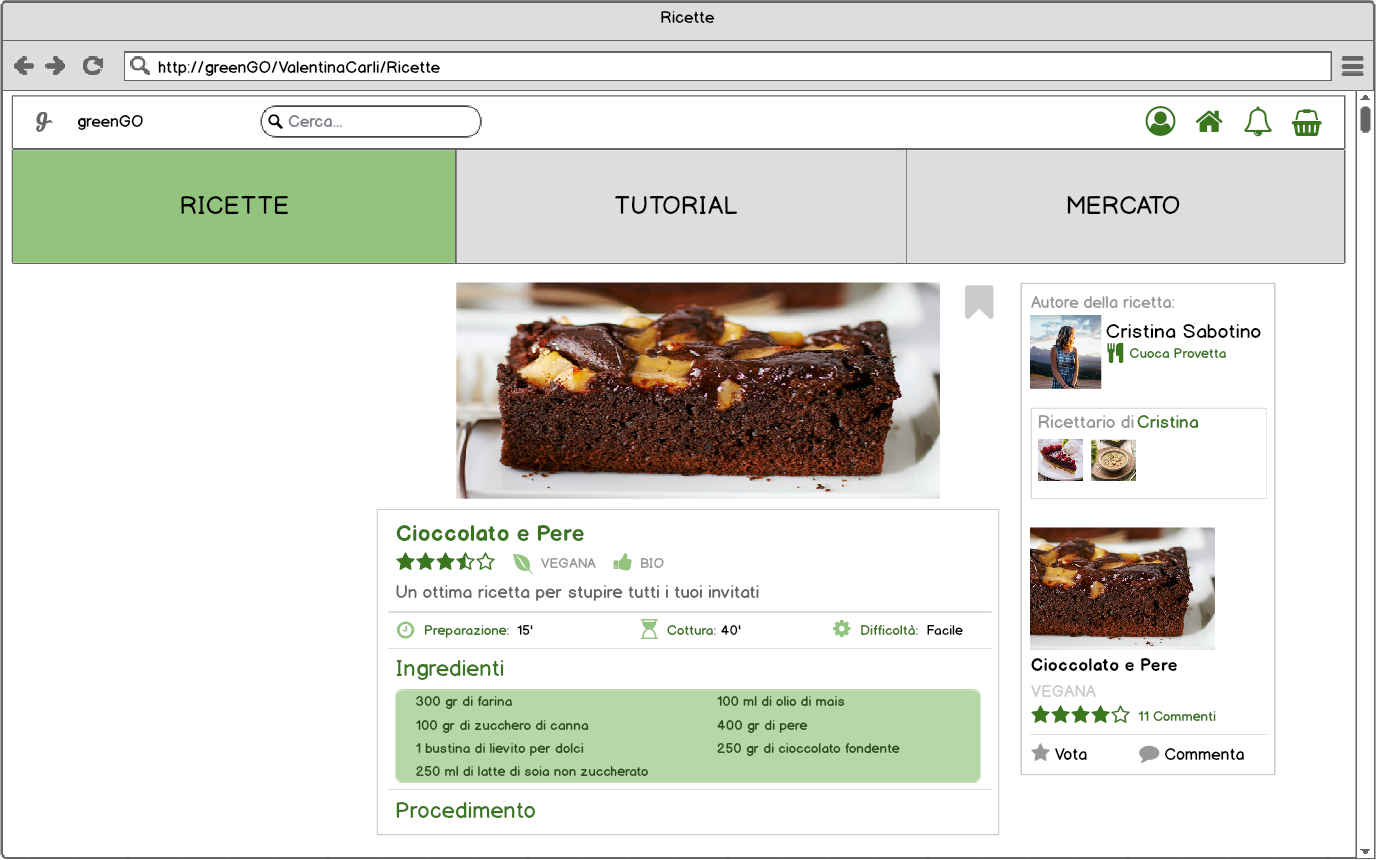 Ricette
http://greenGO/ValentinaCarli/Ricette
g greenGO Cerca...
RICETTE TUTORIAL MERCATO
Autore della ricetta:
Cristina Sabotino
Cuoca Provetta
Ricettario di Cristina
Cioccolato e Pere
VEGANA BIO
Un ottima ricetta per stupire tutti i tuoi invitati
Preparazione: 15' Cottura: 40' Difficoltà: Facile
Ingredienti
300 gr di farina
100 gr di zucchero di canna
1 bustina di lievito per dolci
250 ml di latte di soia non zuccherato
100 ml di olio di mais
400 gr di pere
250 gr di cioccolato fondente
Procedimento
Cioccolato e Pere
VEGANA
11 Commenti
Vota Commenta